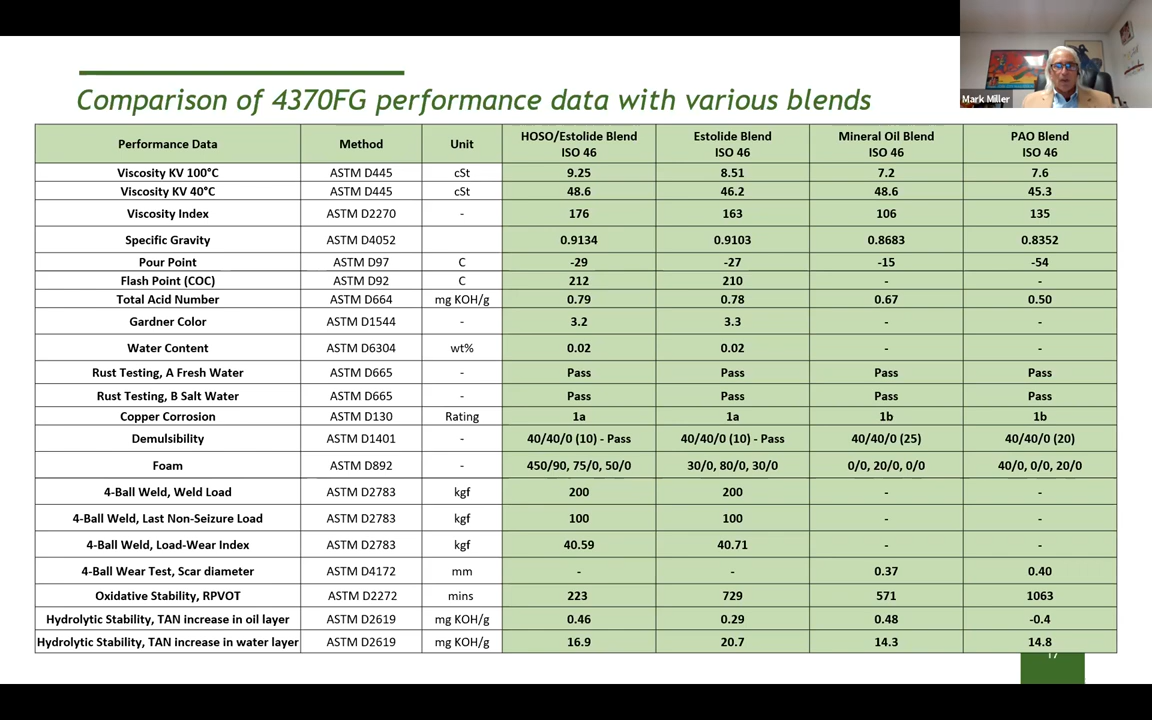 Mark Miller
Comparison of 4370FG performance data with various blends
Performance Data Method Unit HOSO/Estolide Blend ISO 46 Estolide Blend ISO 46 Mineral Oil Blend ISO 46 PAO Blend ISO 46
Viscosity KV 100°C ASTM D445 cSt 9.25 8.51 7.2 7.6
Viscosity KV 40°C ASTM D445 cSt 48.6 46.2 48.6 45.3
Viscosity Index ASTM D2270 - 176 163 106 135
Specific Gravity ASTM D4052 0.9134 0.9103 0.8683 0.8352
Pour Point ASTM D97 C -29 -27 -15 -54
Flash Point (COC) ASTM D92 C 212 210 - -
Total Acid Number ASTM D664 mg KOH/g 0.79 0.78 0.67 0.50
Gardner Color ASTM D1544 - 3.2 3.3 - -
Water Content ASTM D6304 wt% 0.02 0.02 - -
Rust Testing, A Fresh Water ASTM D665 - Pass Pass Pass Pass
Rust Testing, B Salt Water ASTM D665 - Pass Pass Pass Pass
Copper Corrosion ASTM D130 Rating 1a 1a 1b 1b
Demulsibility ASTM D1401 - 40/40/0 (10) - Pass 40/40/0 (10) - Pass 40/40/0 (25) 40/40/0 (20)
Foam ASTM D892 - 450/90, 75/0, 50/0 30/0, 80/0, 30/0 0/0, 20/0, 0/0 40/0, 0/0, 20/0
4-Ball Weld, Weld Load ASTM D2783 kgf 200 200 - -
4-Ball Weld, Last Non-Seizure Load ASTM D2783 kgf 100 100 - -
4-Ball Weld, Load-Wear Index ASTM D2783 kgf 40.59 40.71 - -
4-Ball Wear Test, Scar diameter ASTM D4172 mm - - 0.37 0.40
Oxidative Stability, RPVOT ASTM D2272 mins 223 729 571 1063
Hydrolytic Stability, TAN increase in oil layer ASTM D2619 mg KOH/g 0.46 0.29 0.48 -0.4
Hydrolytic Stability, TAN increase in water layer ASTM D2619 mg KOH/g 16.9 20.7 14.3 14.8